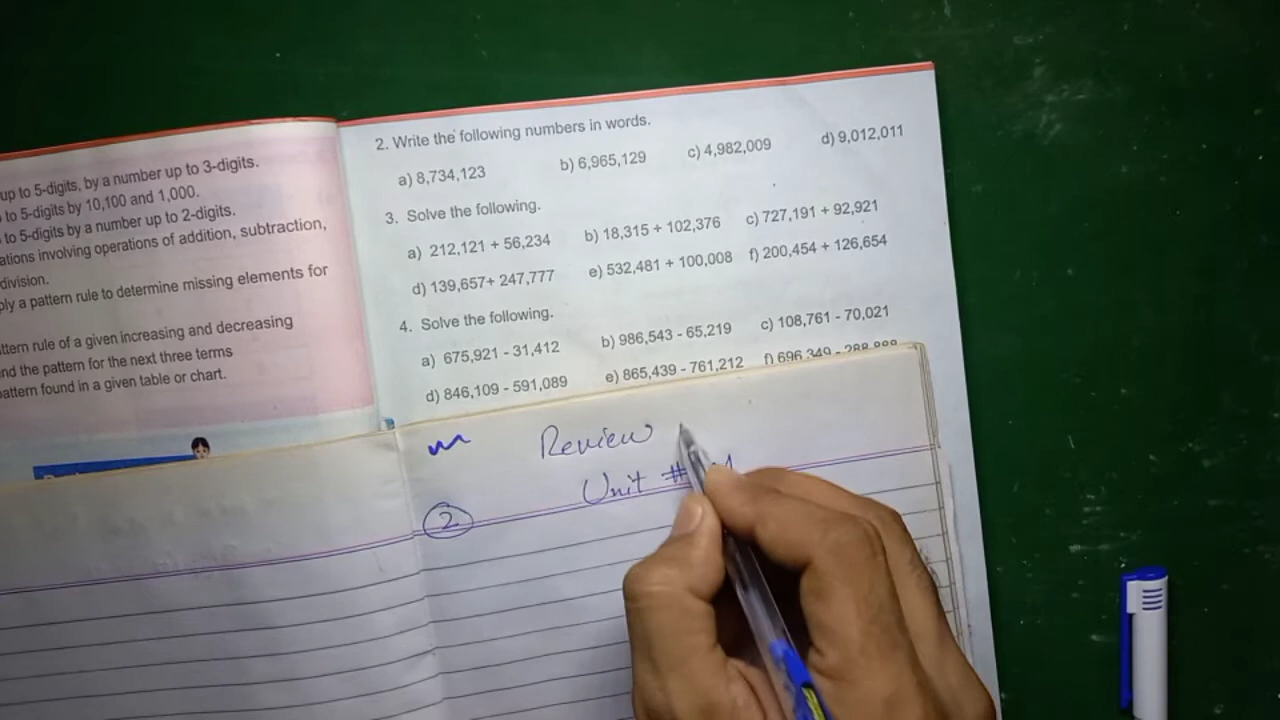 up to 5-digits, by a number up to 3-digits.
to 5-digits by 10,100 and 1,000.
to 5-digits by a number up to 2-digits.
ations involving operations of addition, subtraction,
division.
ply a pattern rule to determine missing elements for
ttern rule of a given increasing and decreasing
nd the pattern for the next three terms
pattern found in a given table or chart.
2. Write the following numbers in words.
a) 8,734,123 b) 6,965,129 c) 4,982,009 d) 9,012,011
3. Solve the following.
a) 212,121 + 56,234 b) 18,315 + 102,376 c) 727,191 + 92,921
d) 139,657+ 247,777 e) 532,481 + 100,008 f) 200,454 + 126,654
4. Solve the following.
a) 675,921 - 31,412 b) 986,543 - 65,219 c) 108,761 - 70,021
d) 846,109 - 591,089 e) 865,439 - 761,212 f) 696,349 - 288,888
Review
Unit #
2